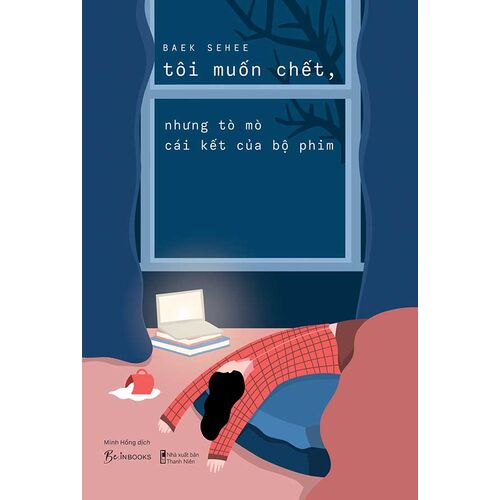 BAEK SEHEE
tôi muốn chết,
nhưng tò mò
cái kết của bộ phim
Minh Hồng dịch
Be.INBOOKS
Nhà xuất bản
Thanh Niên